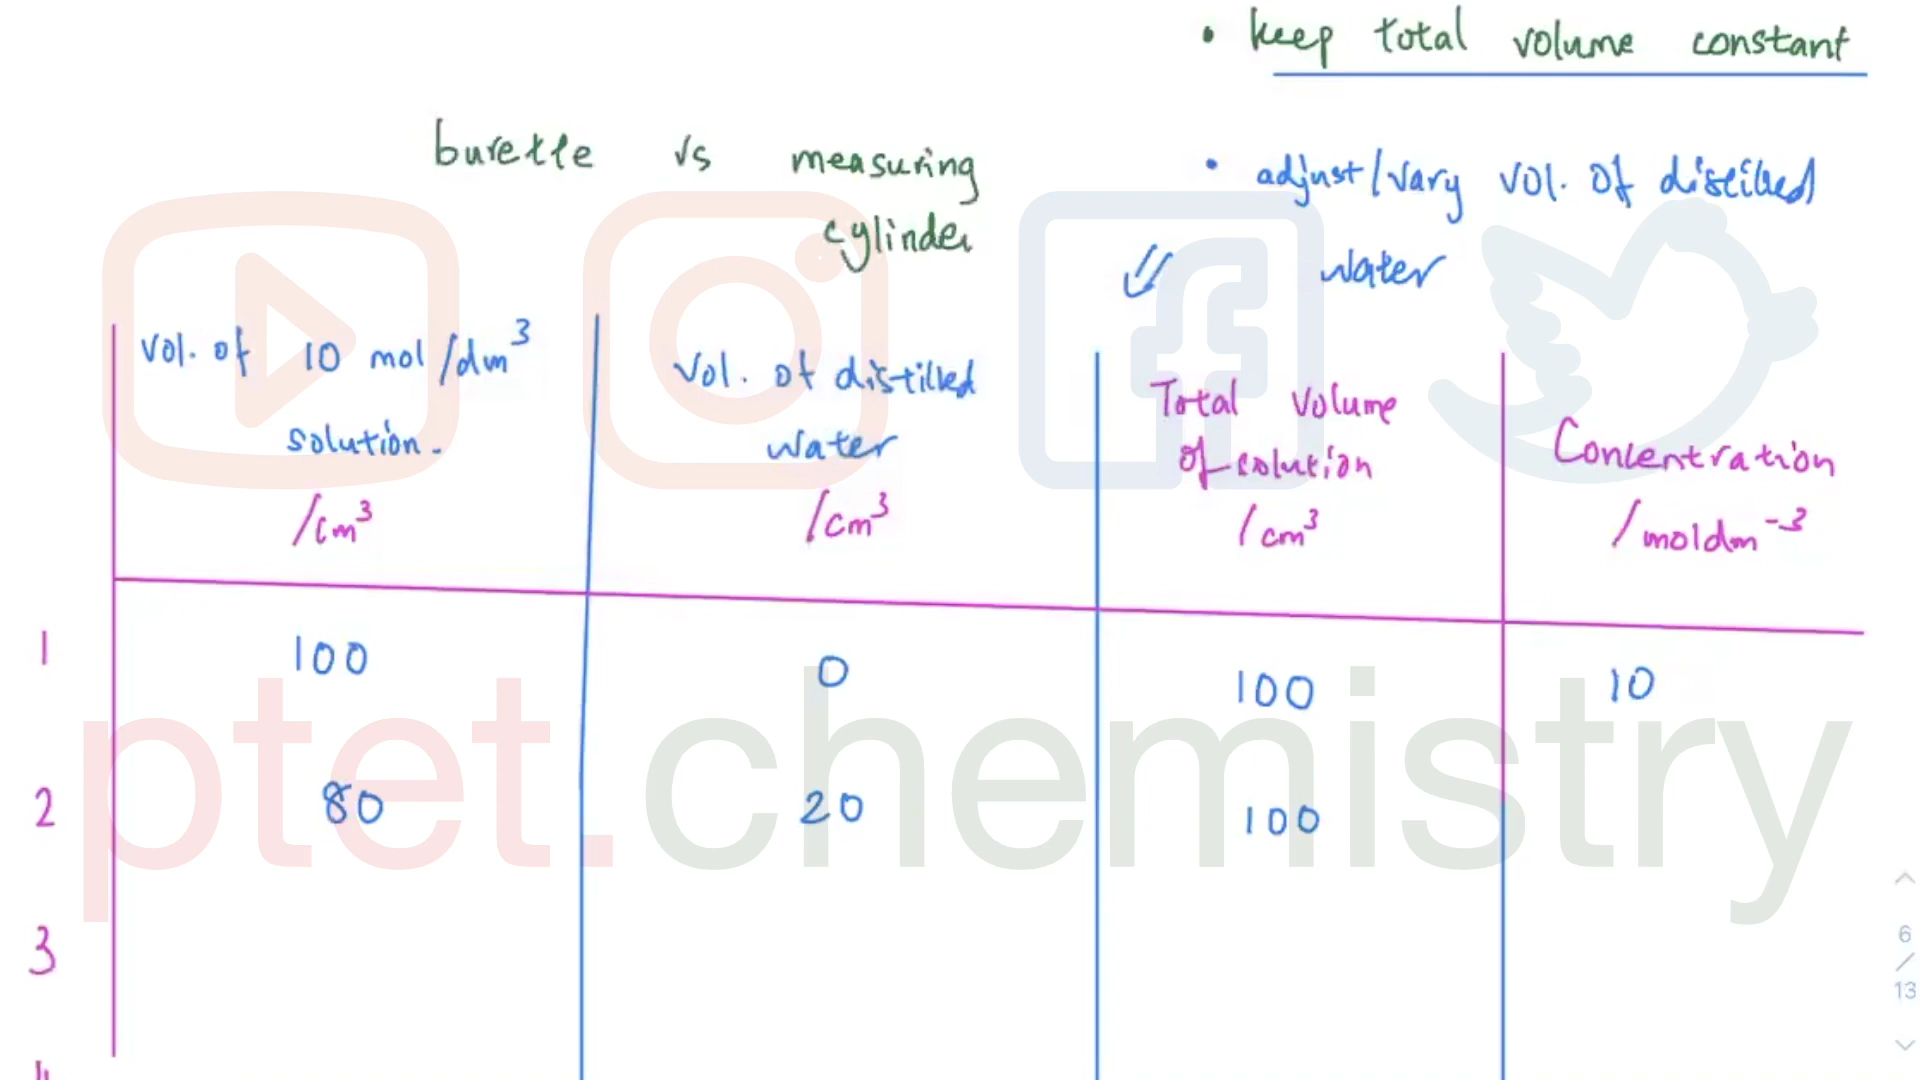 • keep total volume constant
burette vs measuring
cylinder
• adjust/vary vol. of distilled
water
vol. of 10 mol/dm³
solution.
/cm³
vol. of distilled
water
/cm³
Total volume
of solution
/cm³
Concentration
/moldm⁻³
1 100 0 100 10
2 80 20 100
3
ptet.chemistry
6
/
13